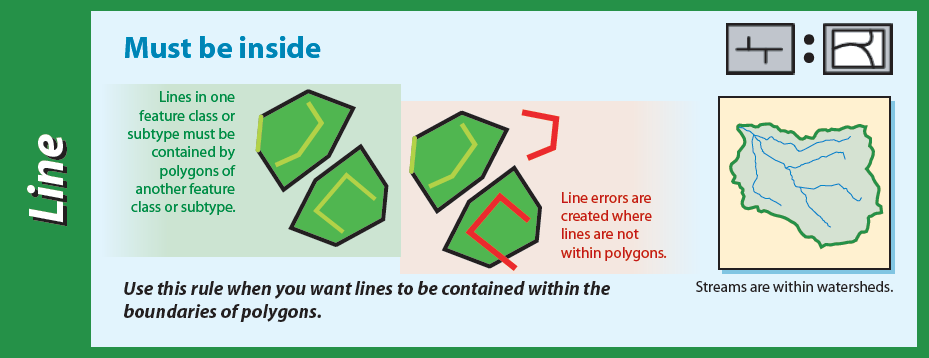 Line
Must be inside
Lines in one
feature class or
subtype must be
contained by
polygons of
another feature
class or subtype.
Line errors are
created where
lines are not
within polygons.
Use this rule when you want lines to be contained within the
boundaries of polygons.
Streams are within watersheds.